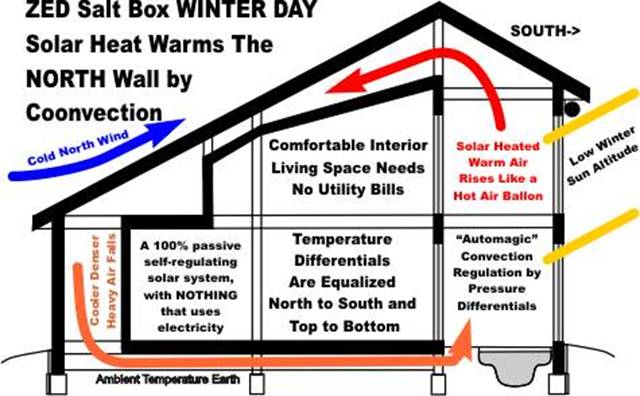 ZED Salt Box WINTER DAY
Solar Heat Warms The
NORTH Wall by
Coonvection
SOUTH->
Cold North Wind
Comfortable Interior
Living Space Needs
No Utility Bills
Solar Heated
Warm Air
Rises Like a
Hot Air Ballon
Low Winter
Sun Altitude
Cooler Denser
Heavy Air Falls
A 100% passive
self-regulating
solar system,
with NOTHING
that uses
electricity
Temperature
Differentials
Are Equalized
North to South and
Top to Bottom
“Automagic”
Convection
Regulation by
Pressure
Differentials
Ambient Temperature Earth